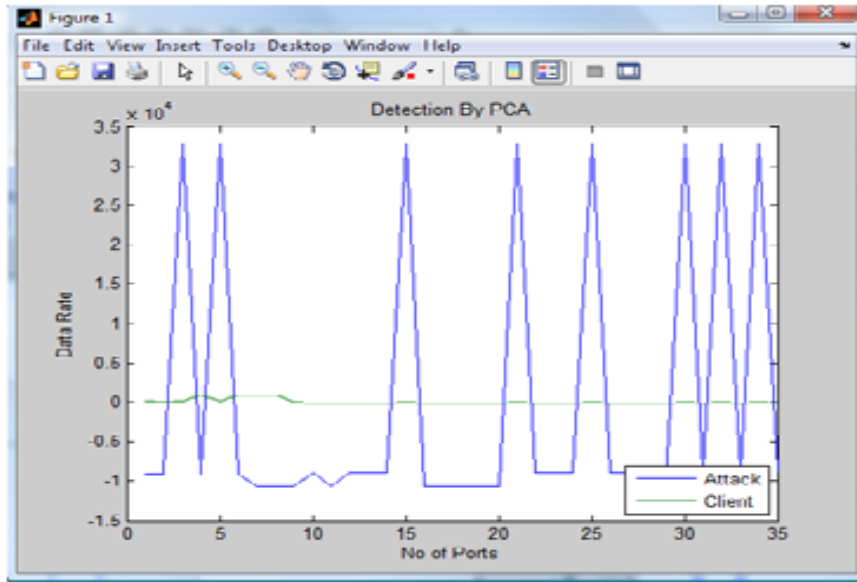 Figure 1
File Edit View Insert Tools Desktop Window Help
× 10⁴
Detection By PCA
3.5
3
2.5
2
1.5
1
0.5
0
-0.5
-1
-1.5
Data Rate
0 5 10 15 20 25 30 35
No of Ports
Attack
Client